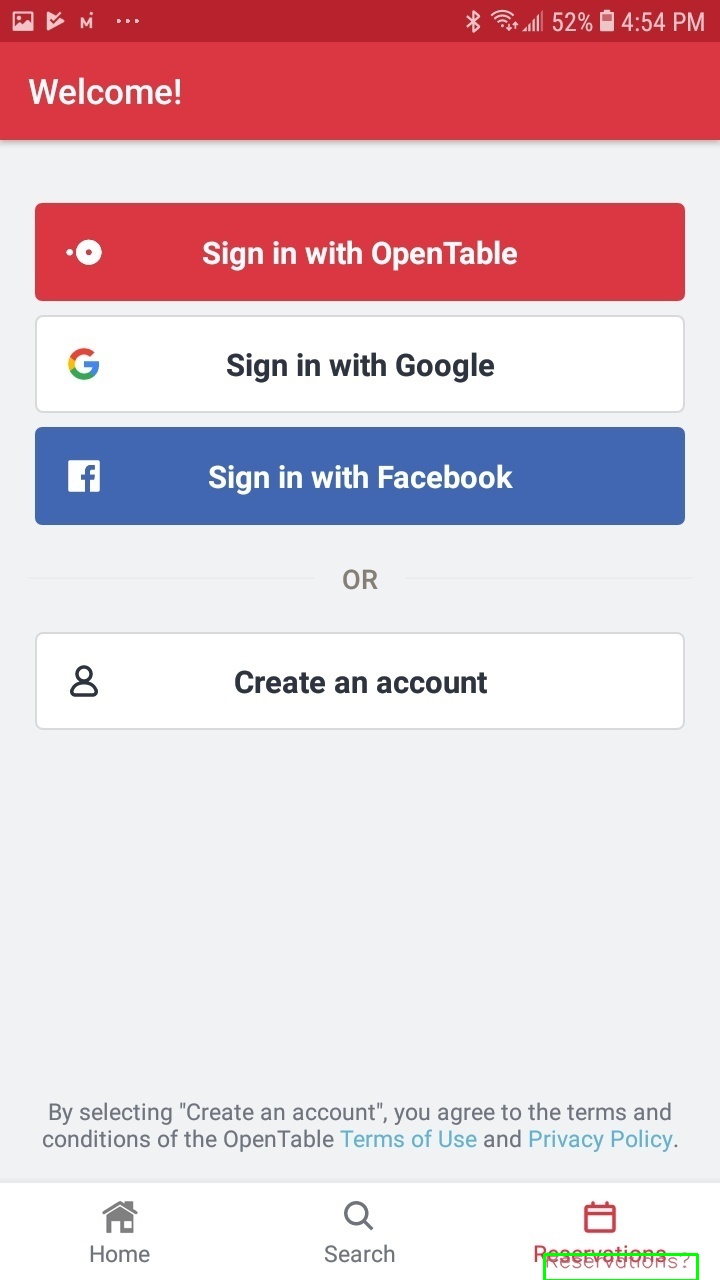 52% 4:54 PM
Welcome!
Sign in with OpenTable
Sign in with Google
Sign in with Facebook
OR
Create an account
By selecting "Create an account", you agree to the terms and
conditions of the OpenTable Terms of Use and Privacy Policy.
Home Search Reservations
Reservations?